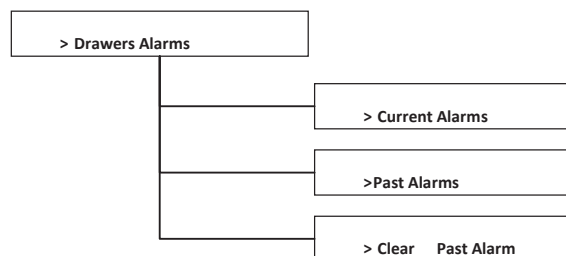 > Drawers Alarms
> Current Alarms
>Past Alarms
> Clear Past Alarm